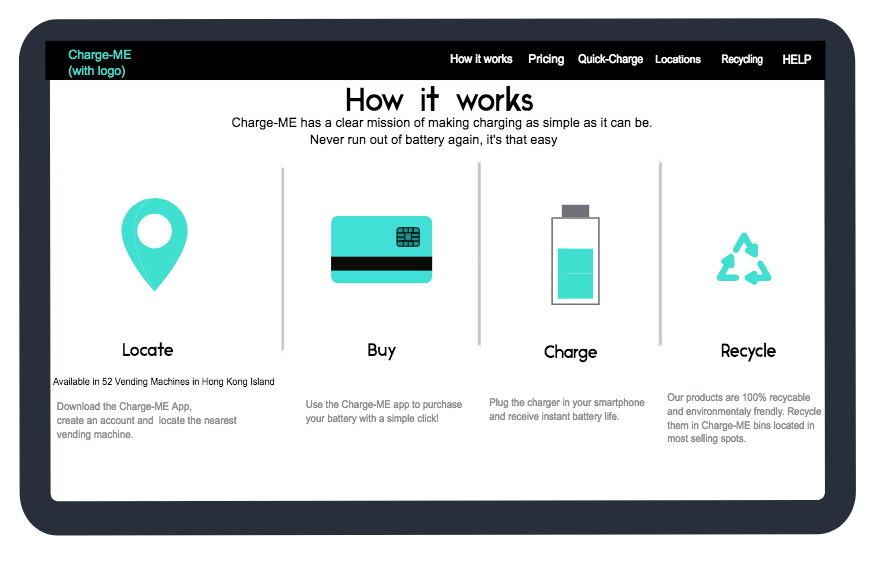 Charge-ME
(with logo)
How it works
Pricing
Quick-Charge
Locations
Recycling
HELP
How it works
Charge-ME has a clear mission of making charging as simple as it can be.
Never run out of battery again, it's that easy
Locate
Available in 52 Vending Machines in Hong Kong Island
Download the Charge-ME App,
create an account and locate the nearest
vending machine.
Buy
Use the Charge-ME app to purchase
your battery with a simple click!
Charge
Plug the charger in your smartphone
and receive instant battery life.
Recycle
Our products are 100% recycable
and environmentaly frendly. Recycle
them in Charge-ME bins located in
most selling spots.